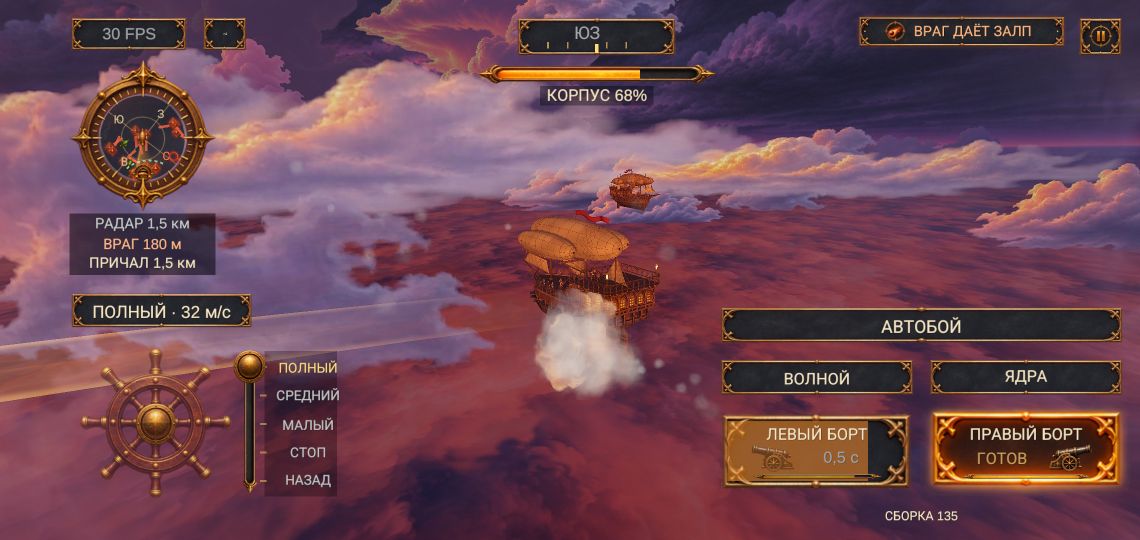 30 FPS
ЮЗ
ВРАГ ДАЁТ ЗАЛП
КОРПУС 68%
Ю
З
В
С
РАДАР 1,5 км
ВРАГ 180 м
ПРИЧАЛ 1,5 км
ПОЛНЫЙ · 32 м/с
ПОЛНЫЙ
СРЕДНИЙ
МАЛЫЙ
СТОП
НАЗАД
АВТОБОЙ
ВОЛНОЙ
ЯДРА
ЛЕВЫЙ БОРТ
0,5 с
ПРАВЫЙ БОРТ
ГОТОВ
СБОРКА 135